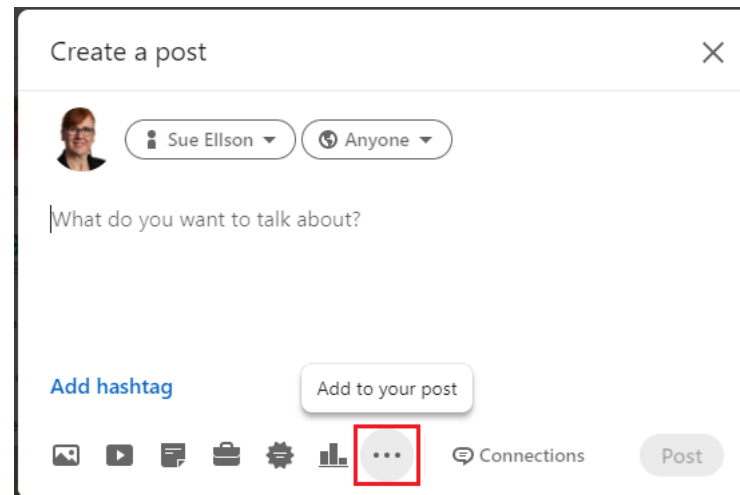 Create a post
Sue Ellson
Anyone
What do you want to talk about?
Add hashtag
Add to your post
Connections
Post